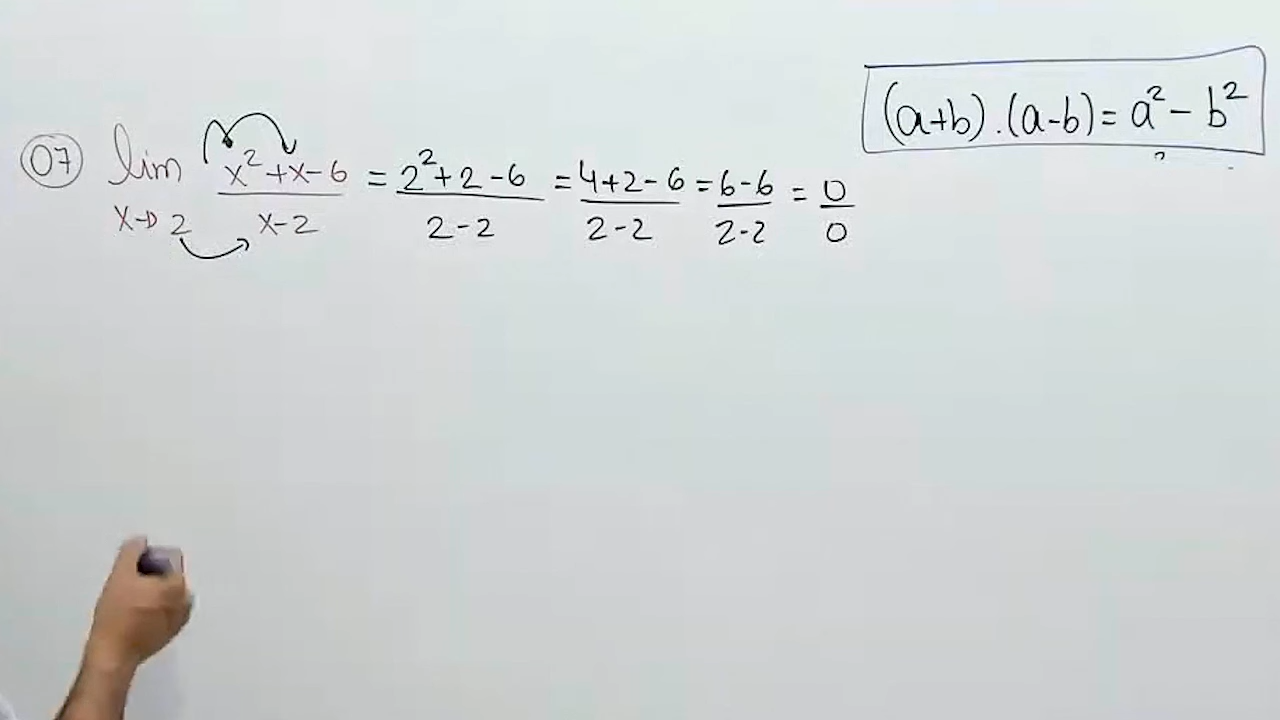 (a+b).(a-b)=a²-b²
07 lim x²+x-6 = 2²+2-6 = 4+2-6 = 6-6 = 0
x→2 x-2 2-2 2-2 2-2 0